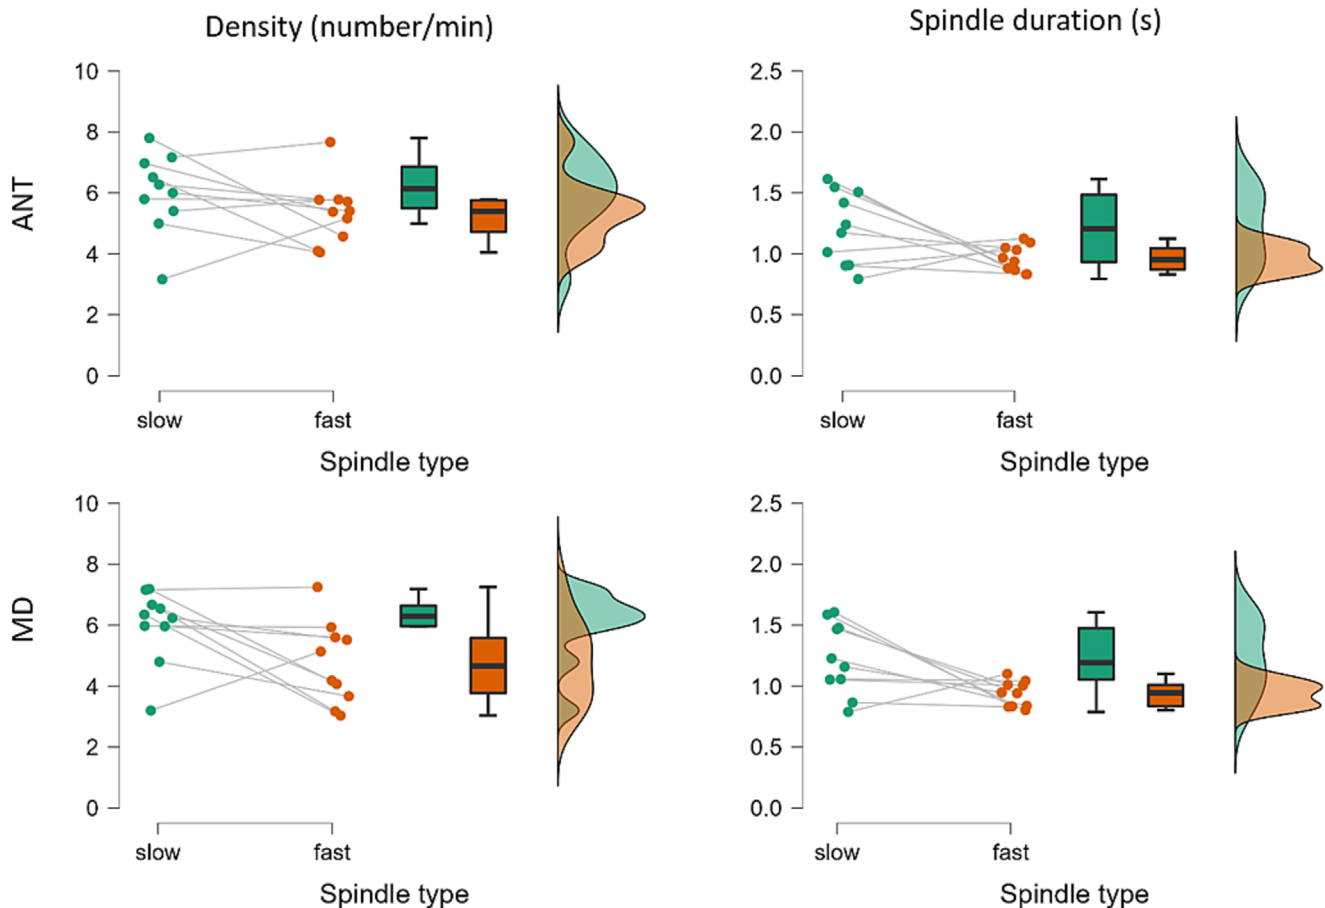 Density (number/min)
Spindle duration (s)
ANT
10
8
6
4
2
0
slow
fast
Spindle type
2.5
2.0
1.5
1.0
0.5
0.0
slow
fast
Spindle type
MD
10
8
6
4
2
0
slow
fast
Spindle type
2.5
2.0
1.5
1.0
0.5
0.0
slow
fast
Spindle type